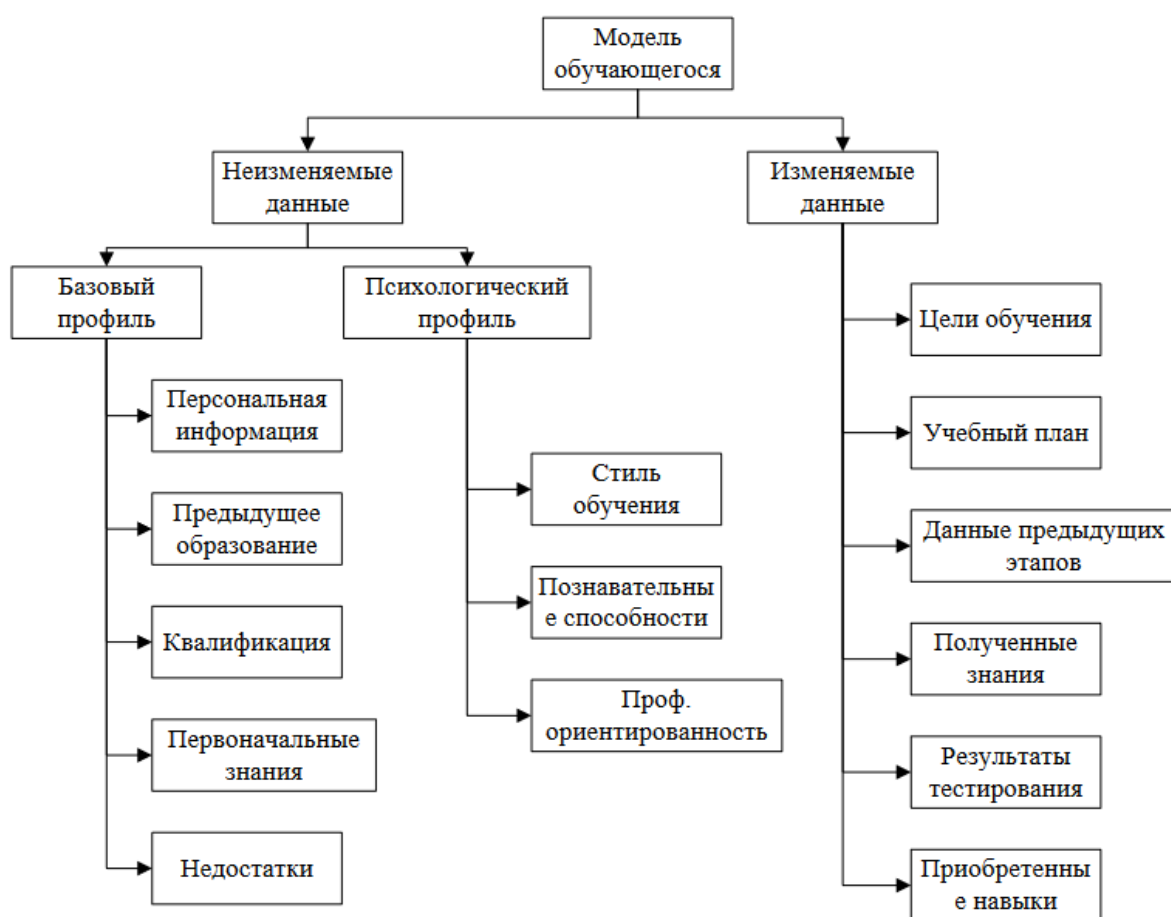 Модель
обучающегося
Неизменяемые
данные
Изменяемые
данные
Базовый
профиль
Психологический
профиль
Персональная
информация
Предыдущее
образование
Квалификация
Первоначальные
знания
Недостатки
Стиль
обучения
Познавательны
е способности
Проф.
ориентированность
Цели обучения
Учебный план
Данные предыдущих
этапов
Полученные
знания
Результаты
тестирования
Приобретенны
е навыки